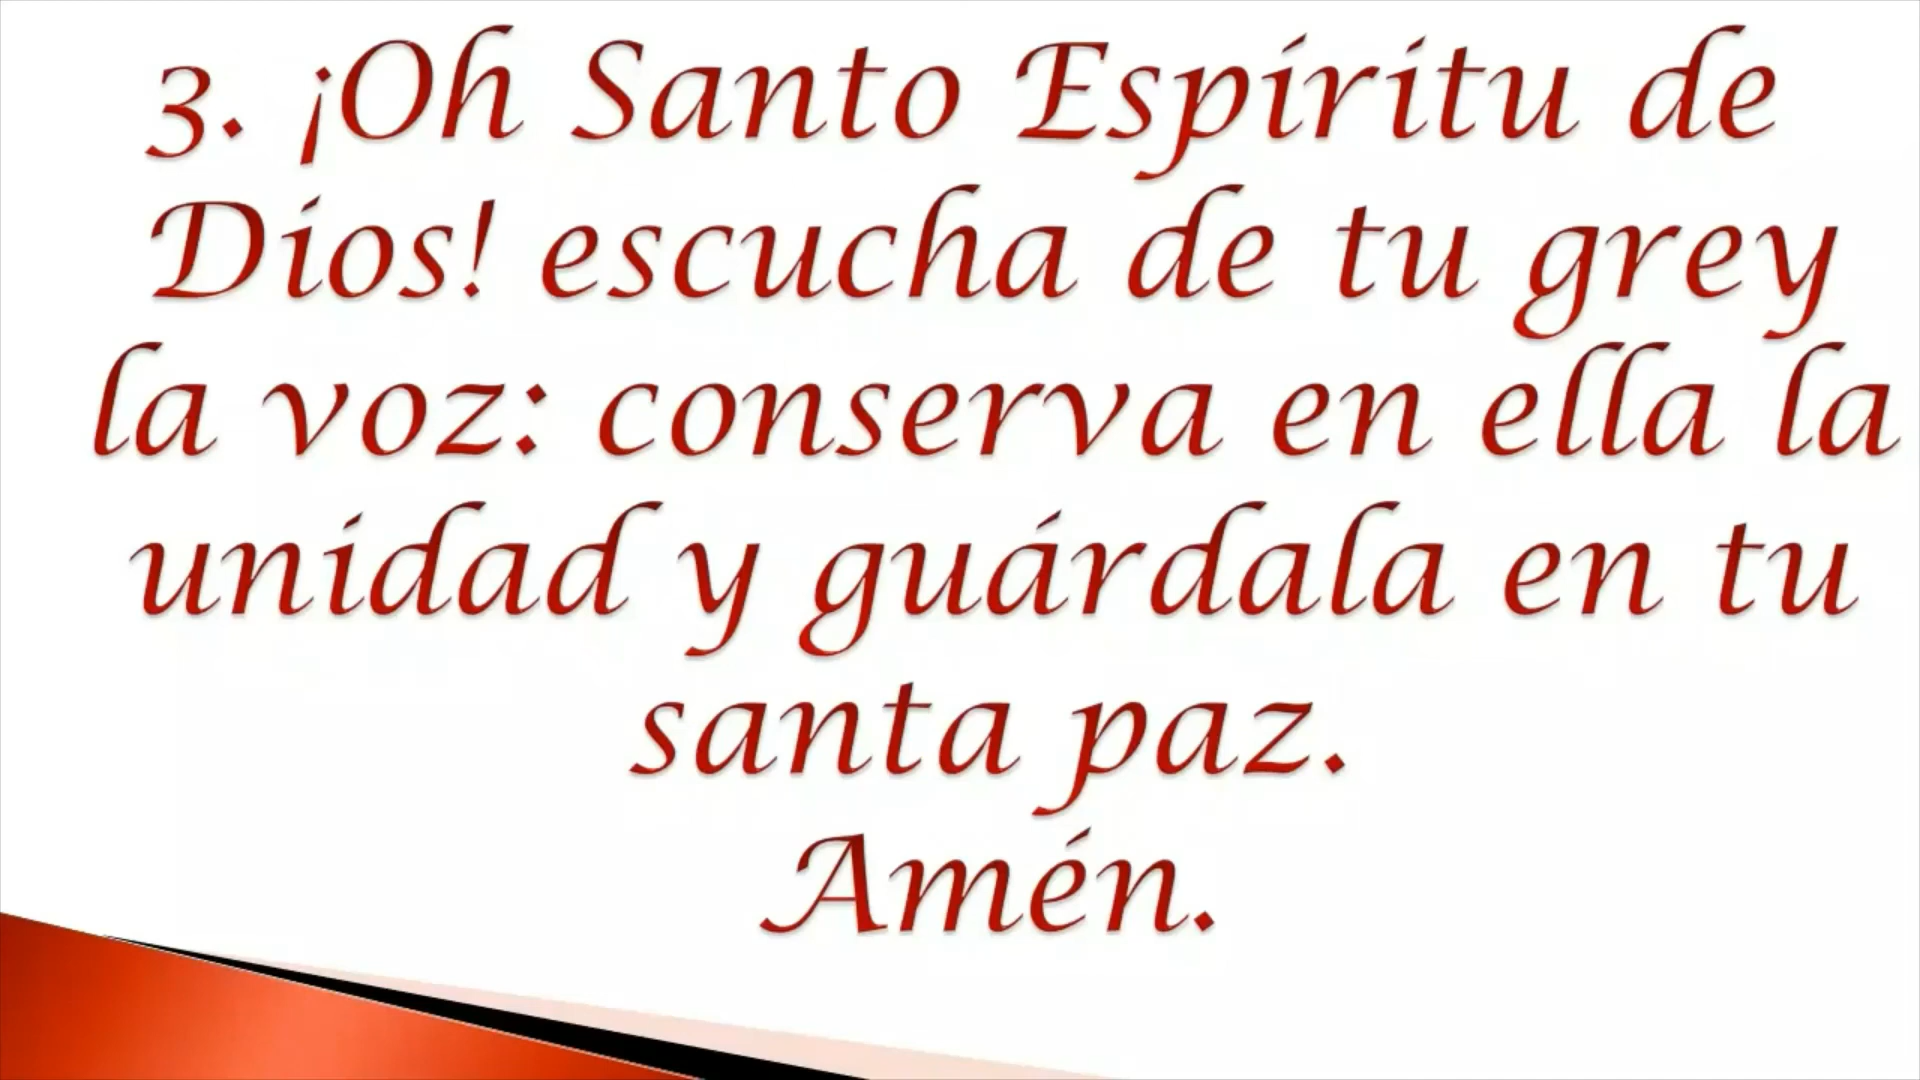 3. ¡Oh Santo Espíritu de
Dios! escucha de tu grey
la voz: conserva en ella la
unidad y guárdala en tu
santa paz.
Amén.